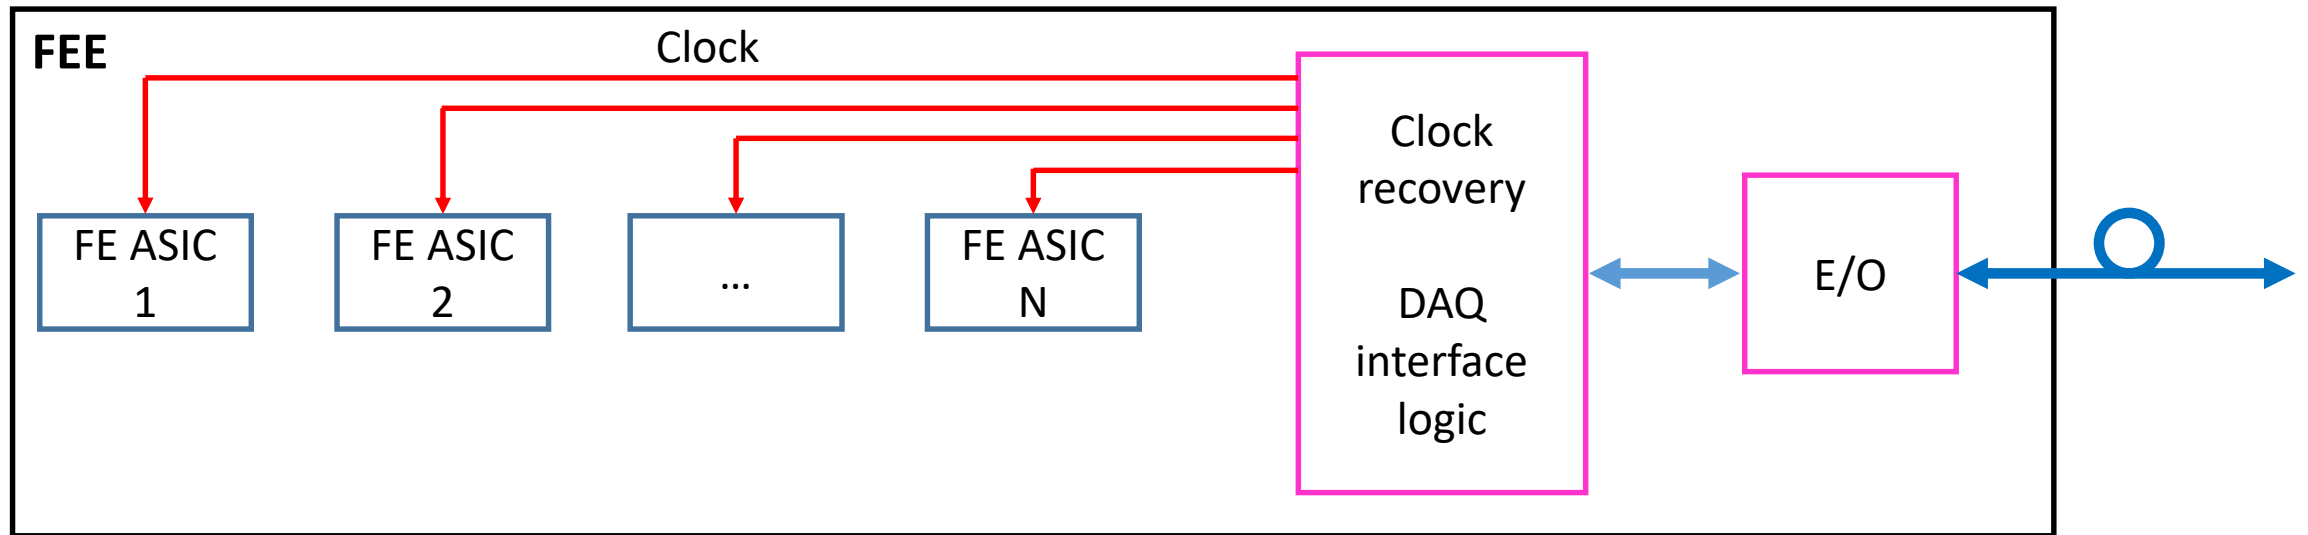 FEE
Clock
FE ASIC
1
FE ASIC
2
...
FE ASIC
N
Clock
recovery
DAQ
interface
logic
E/O